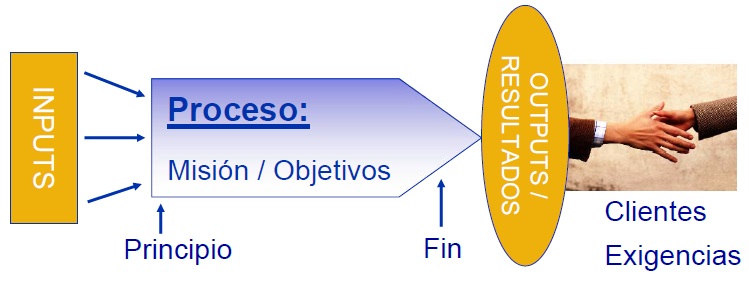 INPUTS
Proceso:
Misión / Objetivos
Principio
Fin
OUTPUTS /
RESULTADOS
Clientes
Exigencias